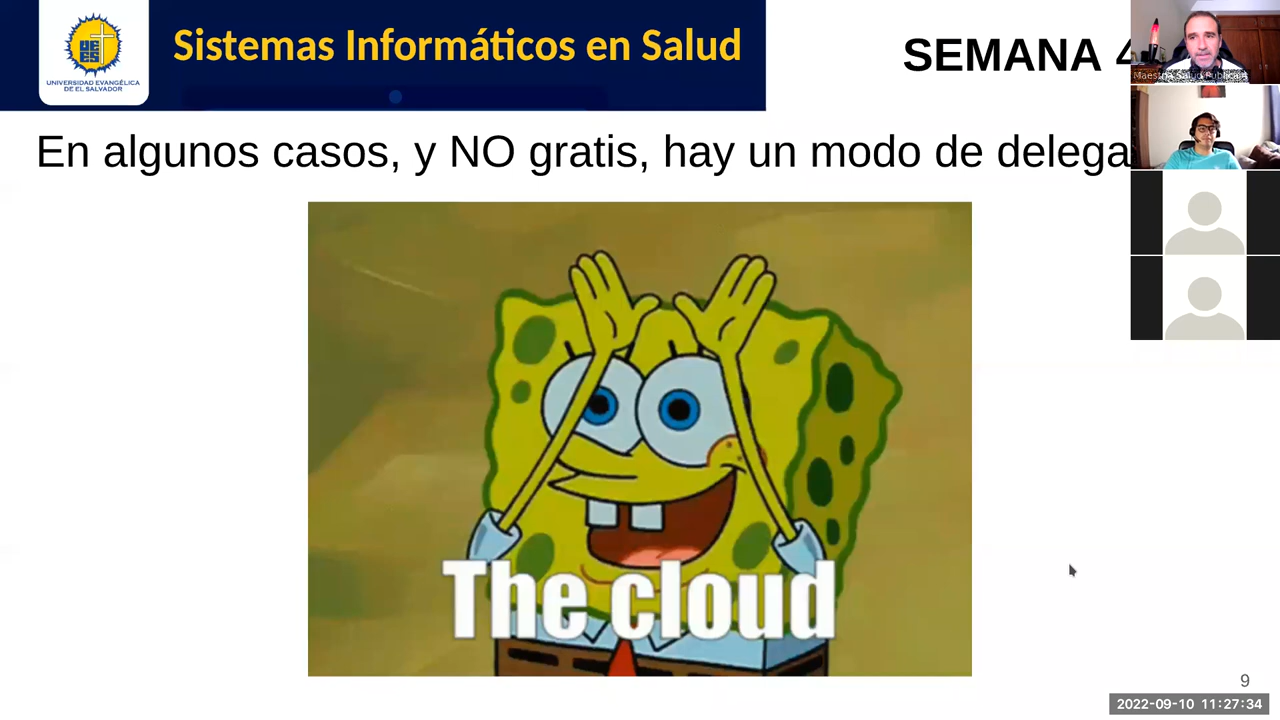 UNIVERSIDAD EVANGÉLICA
DE EL SALVADOR
Sistemas Informáticos en Salud
SEMANA 4
En algunos casos, y NO gratis, hay un modo de delega
The cloud
9
2022-09-10 11:27:34